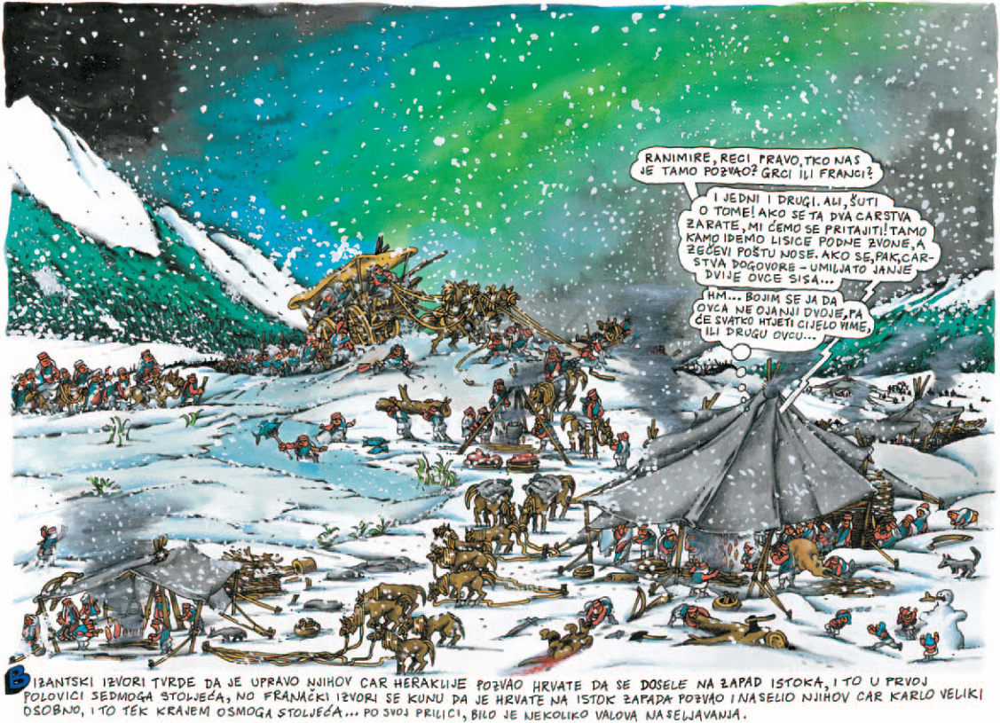 RANIMIRE, RECI PRAVO, TKO NAS
JE TAMO POZVAO? GRCI ILI FRANCI?
I JEDNI I DRUGI. ALI, ŠUTI
O TOME! AKO SE TA DVA CARSTVA
ZARATE, MI ĆEMO SE PRITAJITI! TAMO
KAMO IDEMO LISICE PODNE ZVONE, A
ZEČEVI POŠTU NOSE. AKO SE, PAK, CAR-
STVA DOGOVORE – UMILJATO JANJE
DVIJE OVCE SISA...
HM... BOJIM SE JA DA
OVCA NE OJANJI DVOJE, PA
ĆE SVATKO HTJETI CIJELO VIME,
ILI DRUGU OVCU...
BIZANTSKI IZVORI TVRDE DA JE UPRAVO NJIHOV CAR HERAKLIJE POZVAO HRVATE DA SE DOSELE NA ZAPAD ISTOKA, I TO U PRVOJ
POLOVICI SEDMOGA STOLJEĆA, NO FRANAČKI IZVORI SE KUNU DA JE HRVATE NA ISTOK ZAPADA POZVAO I NASELIO NJIHOV CAR KARLO VELIKI
OSOBNO, I TO TEK KRAJEM OSMOGA STOLJEĆA... PO SVOJ PRILICI, BILO JE NEKOLIKO VALOVA NASELJAVANJA.